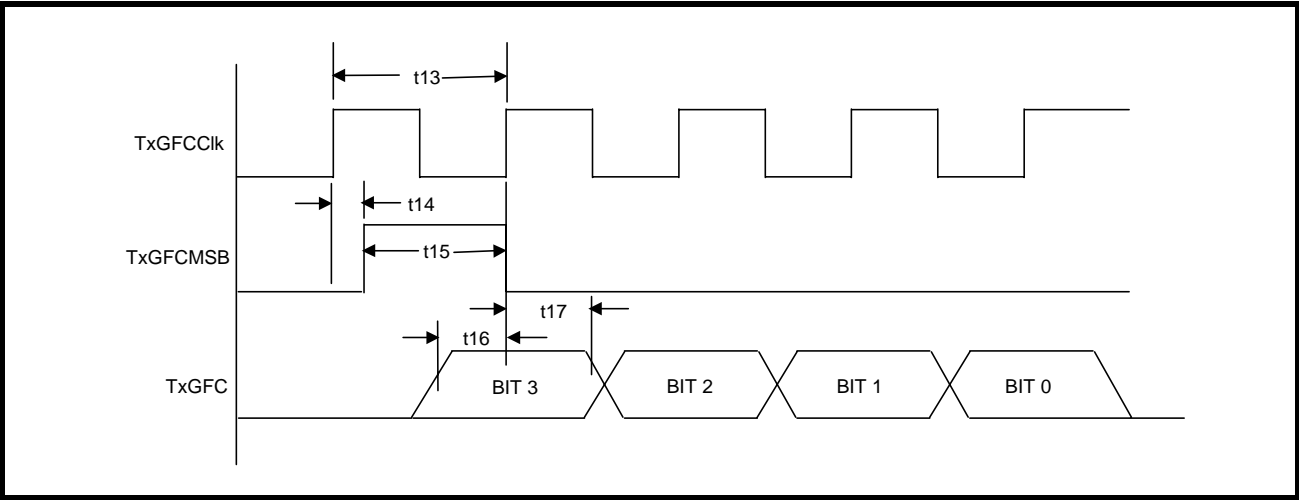 t13
TxGFCClk
t14
TxGFCMSB
t15
t17
t16
TxGFC
BIT 3
BIT 2
BIT 1
BIT 0